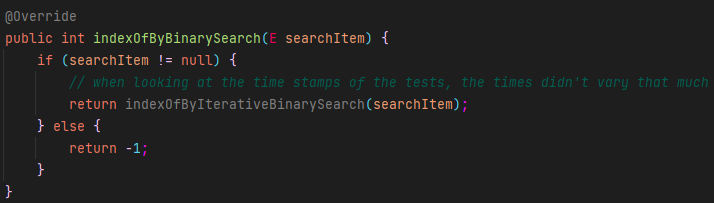 @Override
public int indexOfByBinarySearch(E searchItem) {
    if (searchItem != null) {
        // when looking at the time stamps of the tests, the times didn't vary that much
        return indexOfByIterativeBinarySearch(searchItem);
    } else {
        return -1;
    }
}